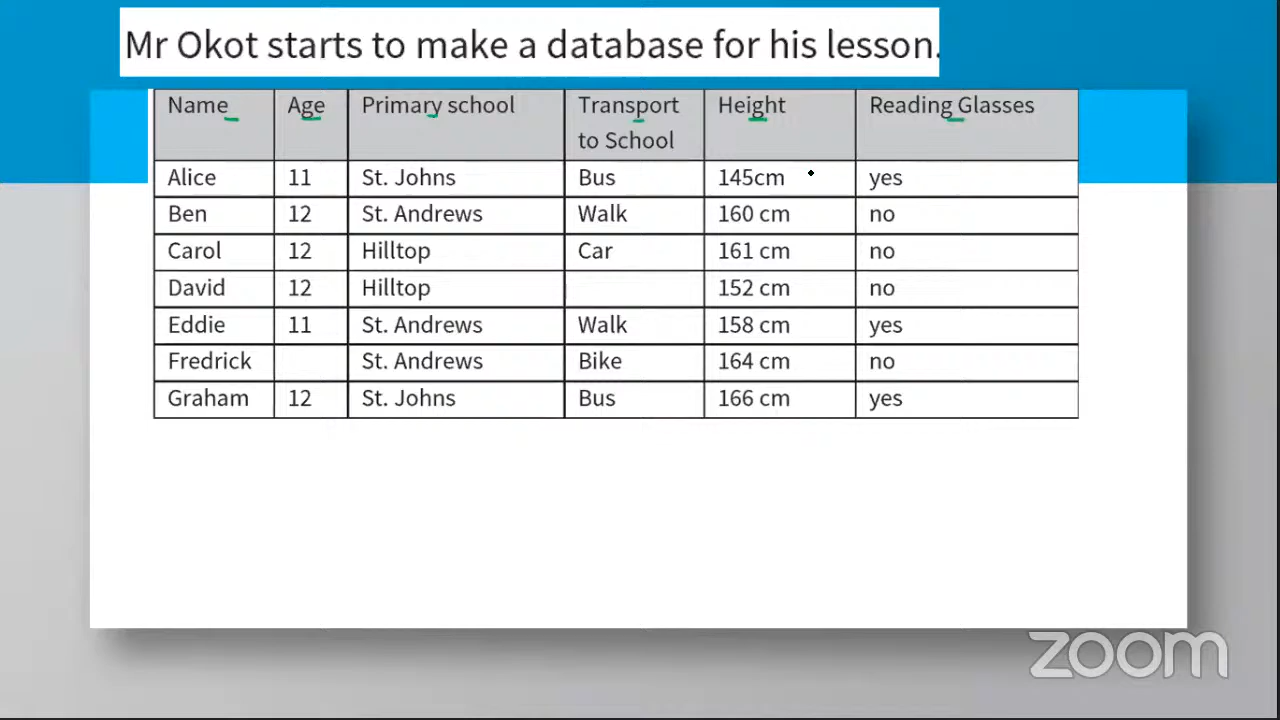 Mr Okot starts to make a database for his lesson.
Name Age Primary school Transport to School Height Reading Glasses
Alice 11 St. Johns Bus 145cm yes
Ben 12 St. Andrews Walk 160 cm no
Carol 12 Hilltop Car 161 cm no
David 12 Hilltop 152 cm no
Eddie 11 St. Andrews Walk 158 cm yes
Fredrick St. Andrews Bike 164 cm no
Graham 12 St. Johns Bus 166 cm yes
zoom